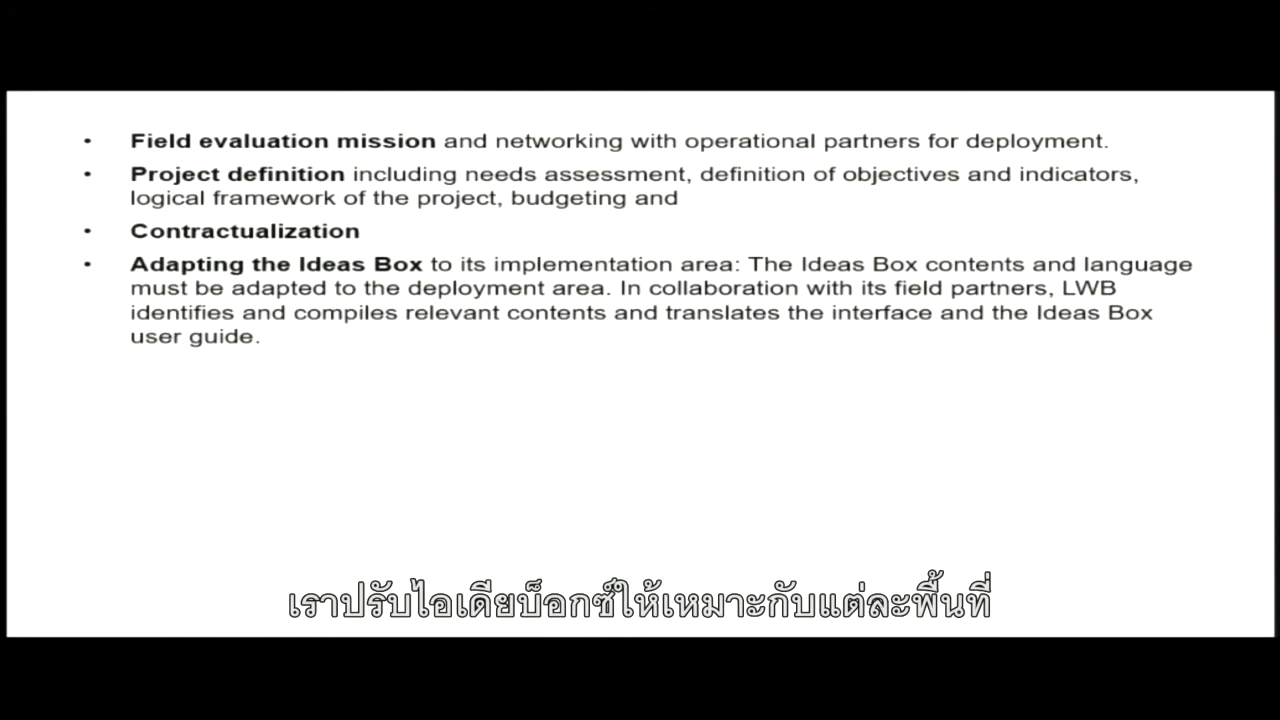 • Field evaluation mission and networking with operational partners for deployment.
• Project definition including needs assessment, definition of objectives and indicators,
logical framework of the project, budgeting and
• Contractualization
• Adapting the Ideas Box to its implementation area: The Ideas Box contents and language
must be adapted to the deployment area. In collaboration with its field partners, LWB
identifies and compiles relevant contents and translates the interface and the Ideas Box
user guide.
เราปรับไอเดียบ็อกซ์ให้เหมาะกับแต่ละพื้นที่